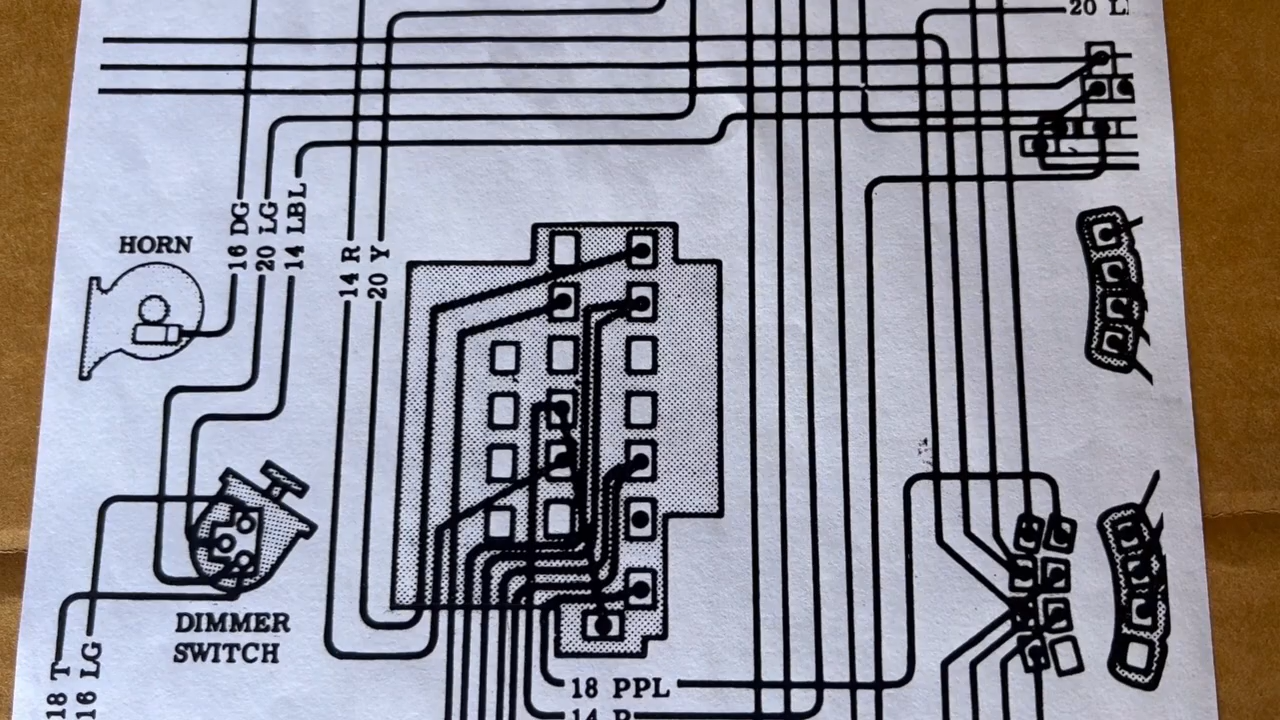 20 L
HORN
16 DG
20 LG
14 LBL
14 R
20 Y
DIMMER
SWITCH
18 T
16 LG
18 PPL
14